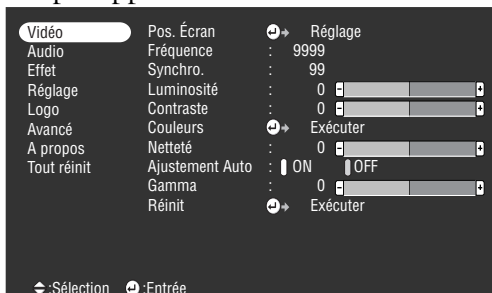 Vidéo
Audio
Effet
Réglage
Logo
Avancé
A propos
Tout réinit
Pos. Écran Réglage
Fréquence : 9999
Synchro. : 99
Luminosité : 0 - +
Contraste : 0 - +
Couleurs Exécuter
Netteté : 0 - +
Ajustement Auto : ON OFF
Gamma : 0 - +
Réinit Exécuter
:Sélection :Entrée